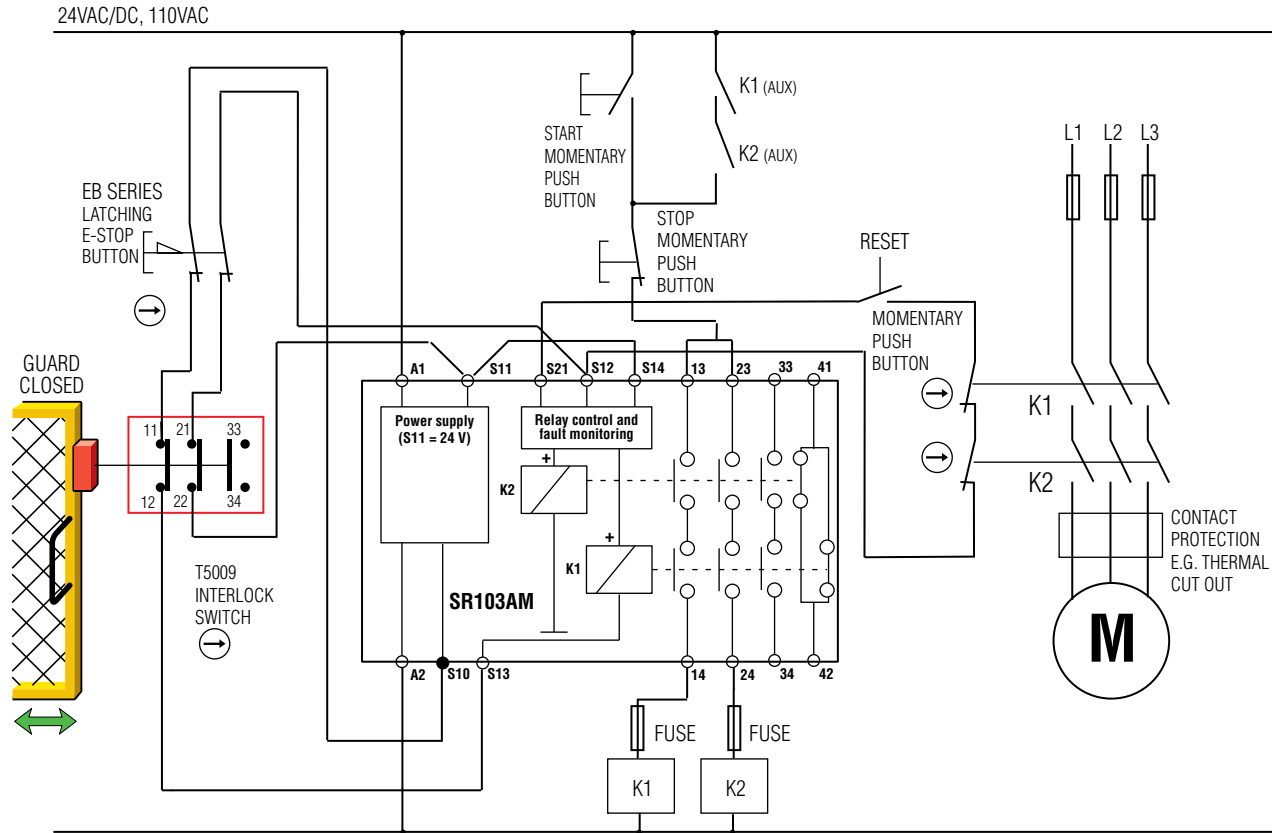 24VAC/DC, 110VAC
K1 (AUX)
K2 (AUX)
START
MOMENTARY
PUSH
BUTTON
L1 L2 L3
EB SERIES
LATCHING
E-STOP
BUTTON
STOP
MOMENTARY
PUSH
BUTTON
RESET
MOMENTARY
PUSH
BUTTON
GUARD
CLOSED
A1 S11 S21 S12 S14 13 23 33 41
Power supply
(S11 = 24 V)
Relay control and
fault monitoring
K1
K2
11 21 33
12 22 34
+
K2
+
K1
SR103AM
T5009
INTERLOCK
SWITCH
CONTACT
PROTECTION
E.G. THERMAL
CUT OUT
M
A2 S10 S13 14 24 34 42
FUSE FUSE
K1 K2